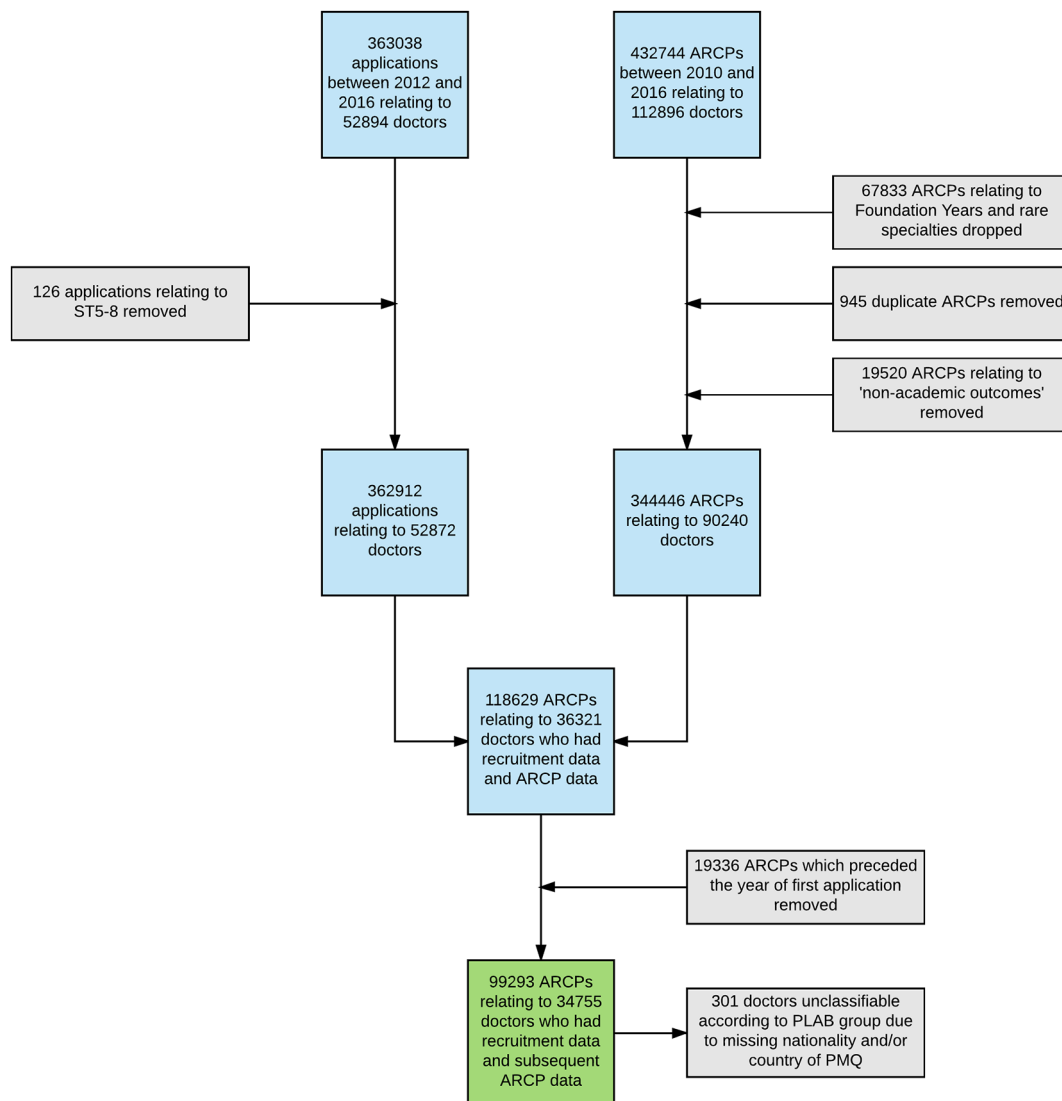 363038
applications
between 2012 and
2016 relating to
52894 doctors
432744 ARCPs
between 2010 and
2016 relating to
112896 doctors
67833 ARCPs relating to
Foundation Years and rare
specialties dropped
126 applications relating to
ST5-8 removed
945 duplicate ARCPs removed
19520 ARCPs relating to
'non-academic outcomes'
removed
362912
applications
relating to 52872
doctors
344446 ARCPs
relating to 90240
doctors
118629 ARCPs
relating to 36321
doctors who had
recruitment data
and ARCP data
19336 ARCPs which preceded
the year of first application
removed
99293 ARCPs
relating to 34755
doctors who had
recruitment data
and subsequent
ARCP data
301 doctors unclassifiable
according to PLAB group due
to missing nationality and/or
country of PMQ